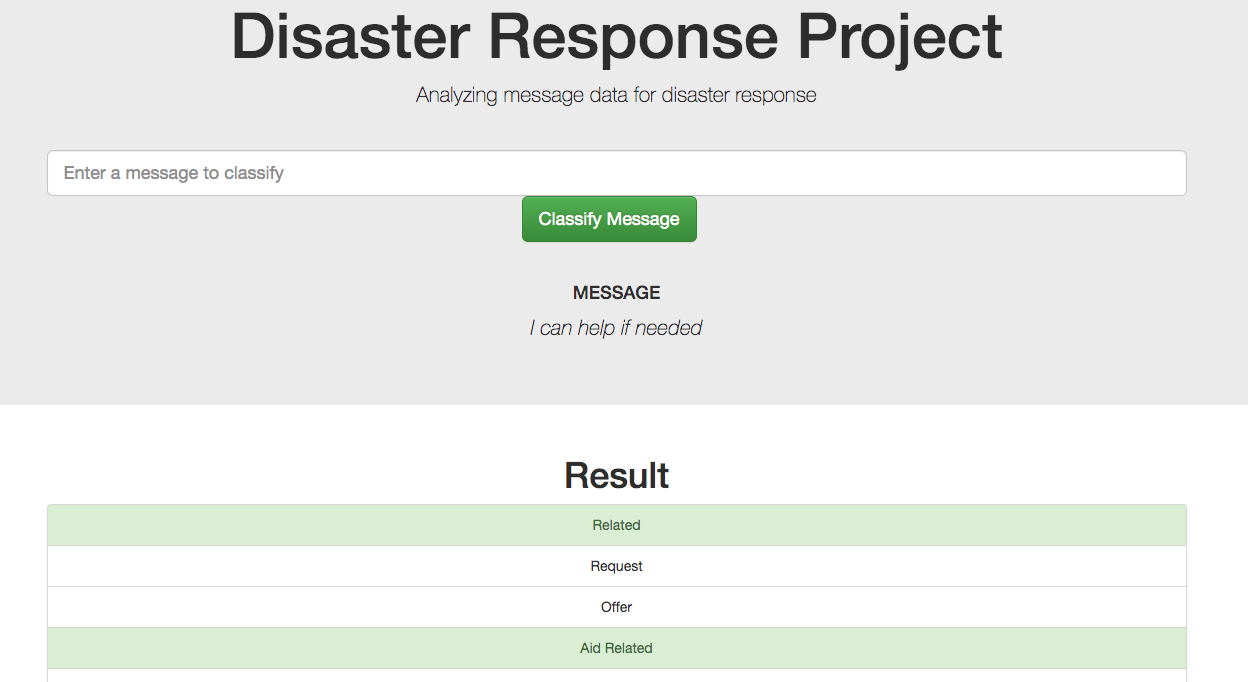 Disaster Response Project
Analyzing message data for disaster response
Enter a message to classify
Classify Message
MESSAGE
I can help if needed
Result
Related
Request
Offer
Aid Related